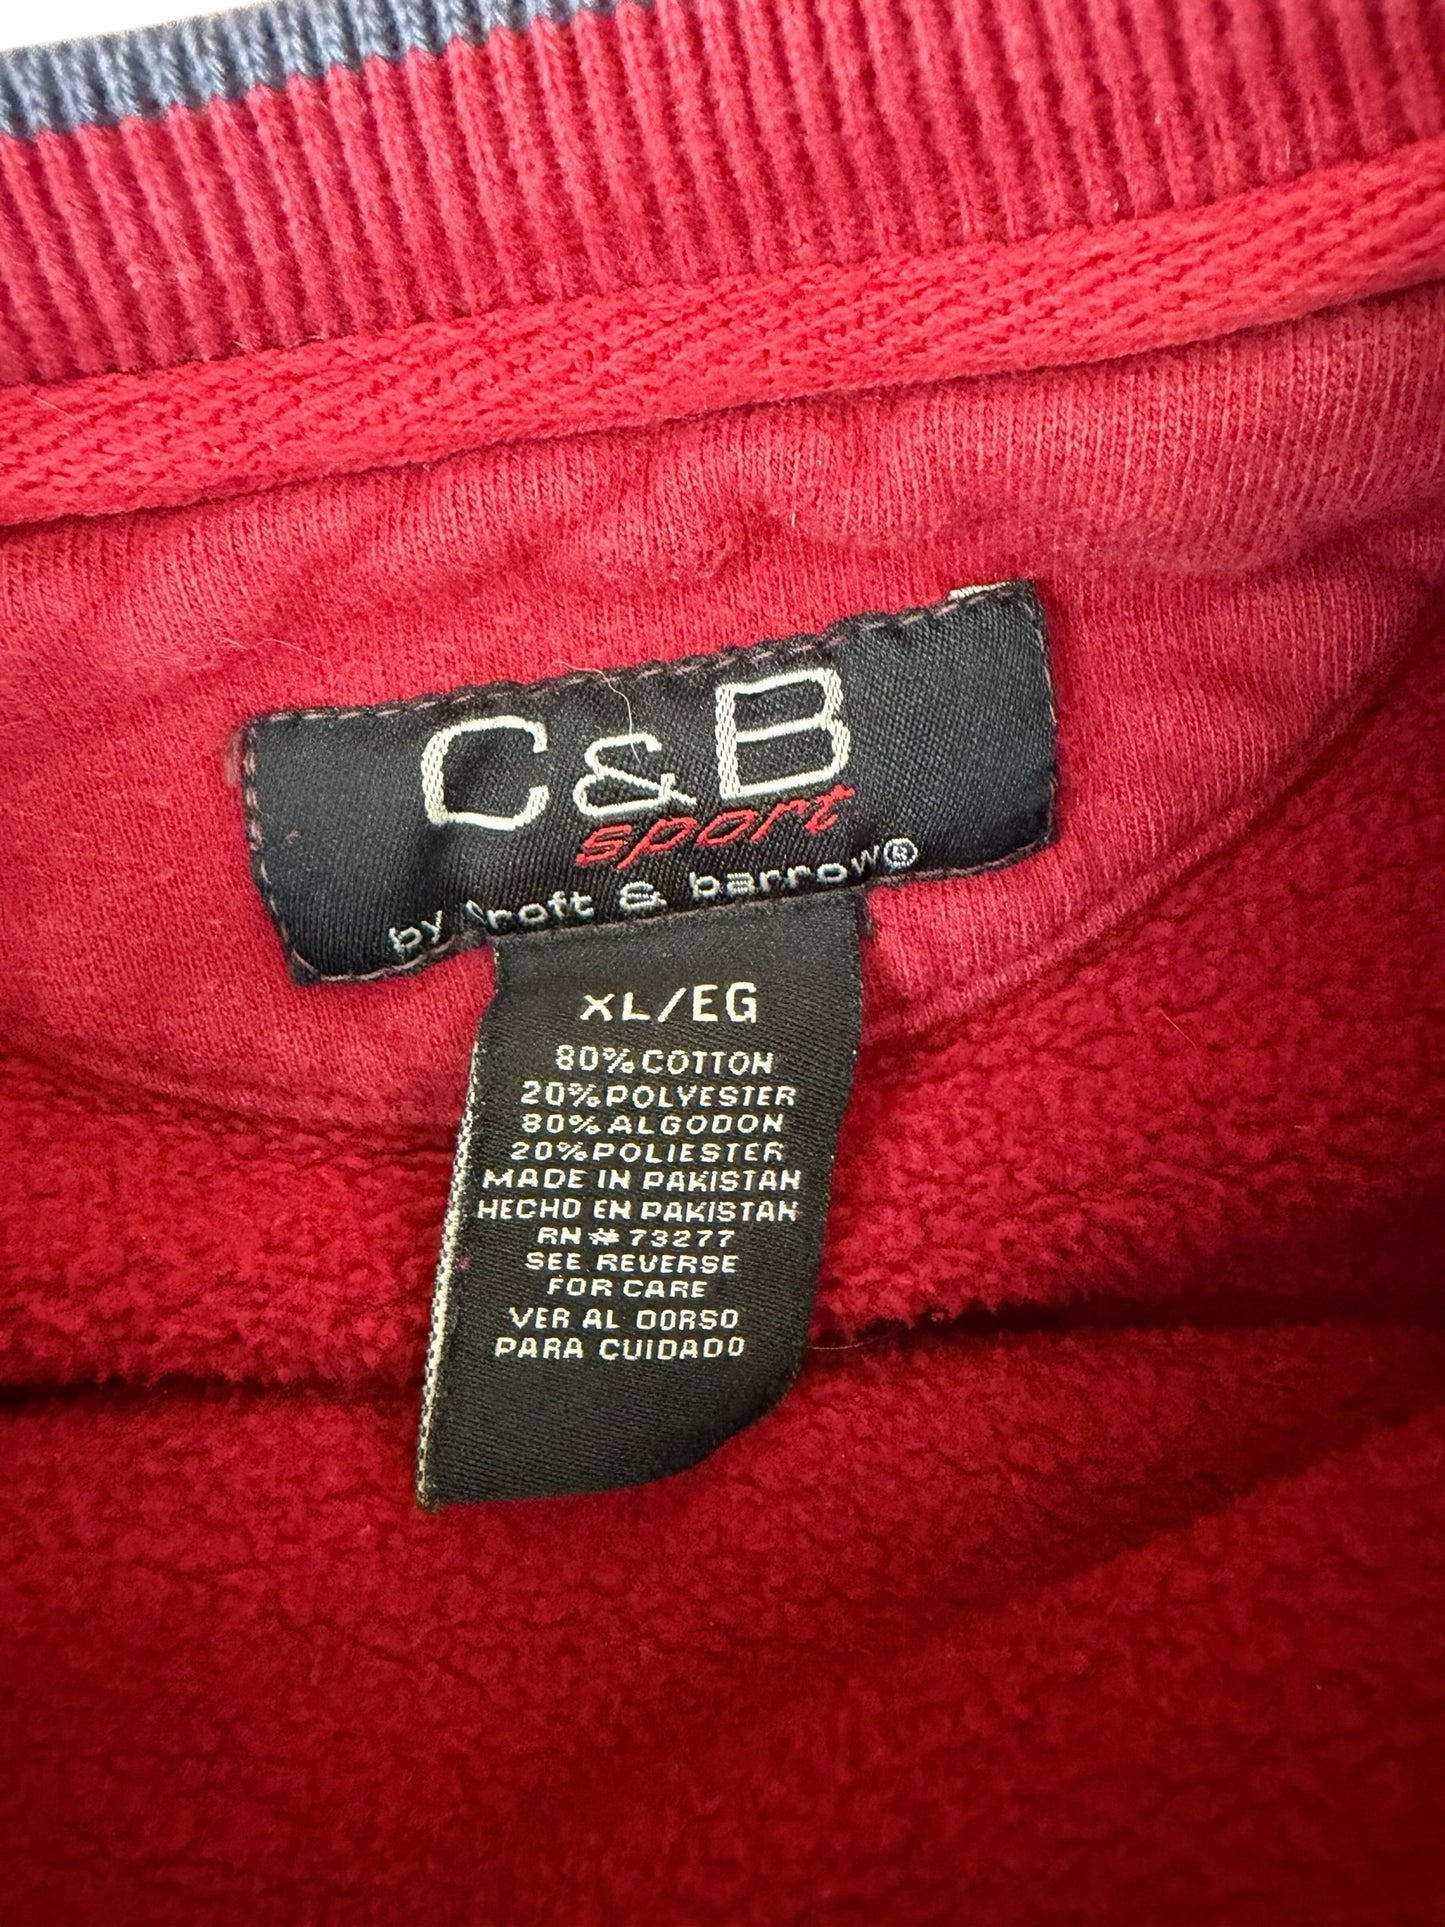 C&B
sport
by croft & barrow®
XL/EG
80% COTTON
20% POLYESTER
80% ALGODON
20% POLIESTER
MADE IN PAKISTAN
HECHO EN PAKISTAN
RN # 73277
SEE REVERSE
FOR CARE
VER AL DORSO
PARA CUIDADO